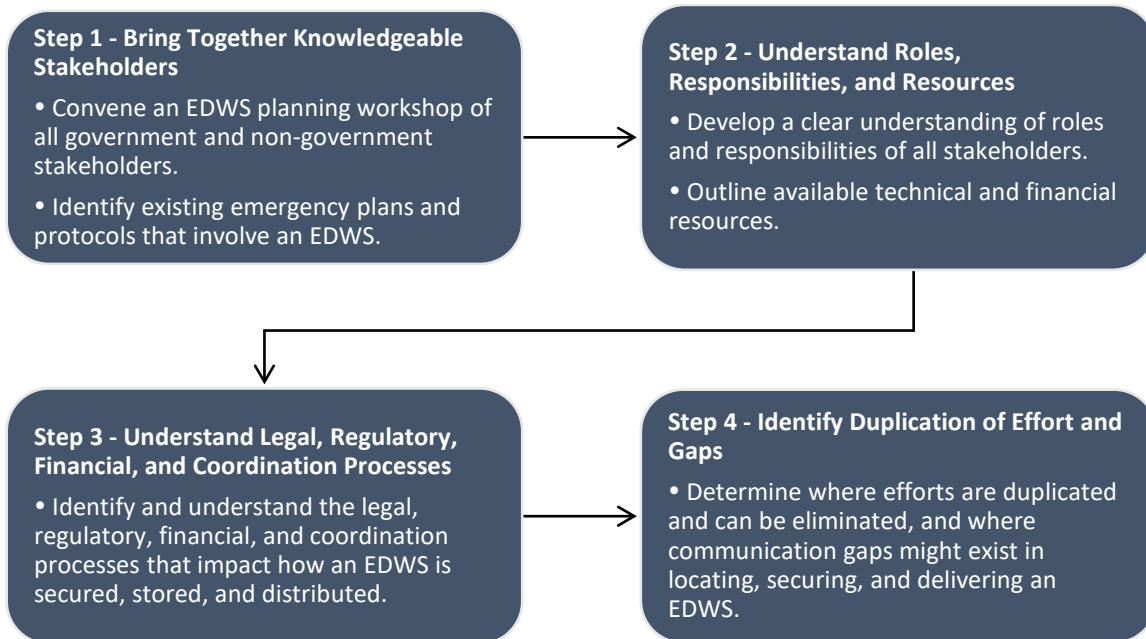 Step 1 - Bring Together Knowledgeable
Stakeholders
• Convene an EDWS planning workshop of
all government and non-government
stakeholders.
• Identify existing emergency plans and
protocols that involve an EDWS.
Step 2 - Understand Roles,
Responsibilities, and Resources
• Develop a clear understanding of roles
and responsibilities of all stakeholders.
• Outline available technical and financial
resources.
Step 3 - Understand Legal, Regulatory,
Financial, and Coordination Processes
• Identify and understand the legal,
regulatory, financial, and coordination
processes that impact how an EDWS is
secured, stored, and distributed.
Step 4 - Identify Duplication of Effort and
Gaps
• Determine where efforts are duplicated
and can be eliminated, and where
communication gaps might exist in
locating, securing, and delivering an
EDWS.